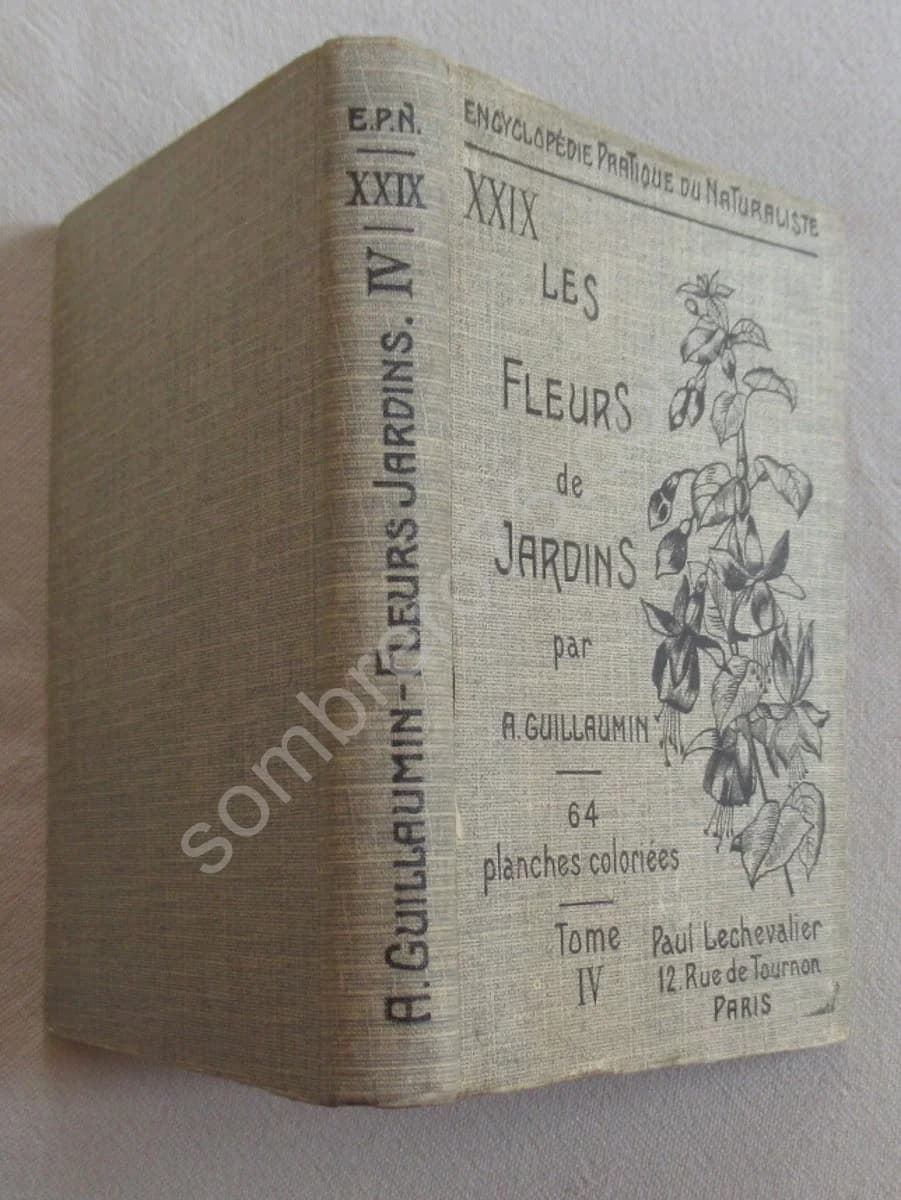 E.P.N.
XXIX
IV
A. GUILLAUMIN-FLEURS JARDINS.
ENCYCLOPÉDIE PRATIQUE DU NATURALISTE
XXIX
LES
FLEURS
de
JARDINS
par
A. GUILLAUMIN
64
planches coloriées
Tome
IV
Paul Lechevalier
12. Rue de Tournon
PARIS